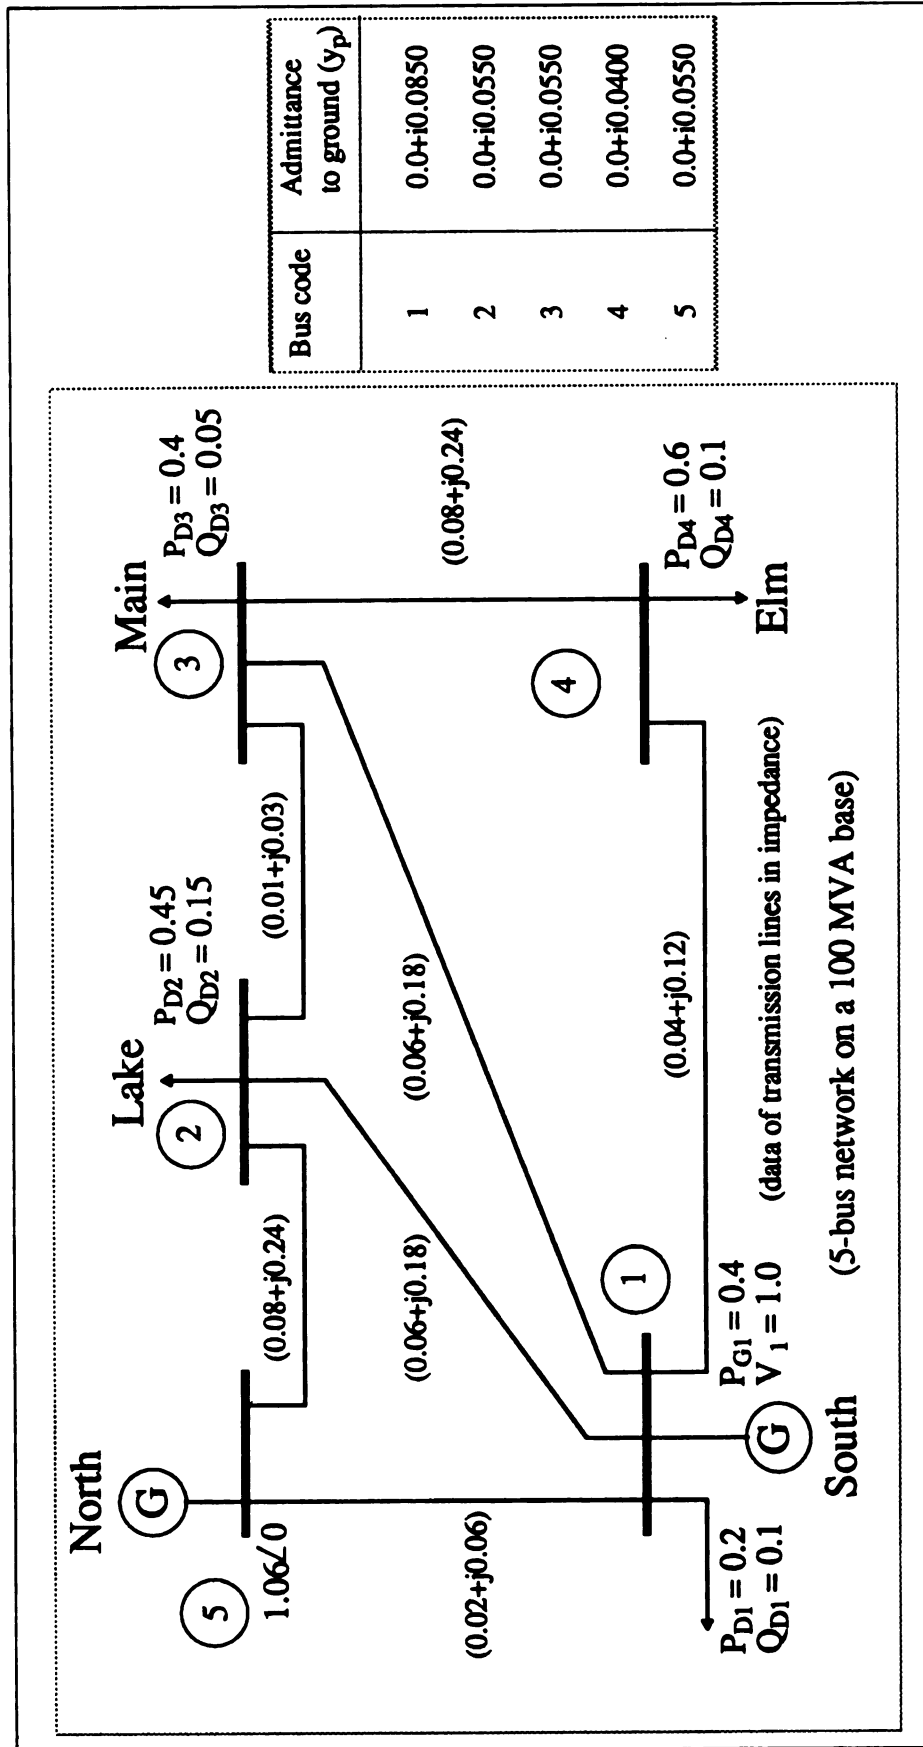 North
Lake
Main
G
5
1.06∠0
2
P_D2 = 0.45
Q_D2 = 0.15
3
P_D3 = 0.4
Q_D3 = 0.05
(0.08+j0.24)
(0.01+j0.03)
(0.02+j0.06)
(0.06+j0.18)
(0.06+j0.18)
(0.08+j0.24)
1
4
(0.04+j0.12)
P_D1 = 0.2
Q_D1 = 0.1
G
South
P_G1 = 0.4
V_1 = 1.0
P_D4 = 0.6
Q_D4 = 0.1
Elm
(data of transmission lines in impedance)
(5-bus network on a 100 MVA base)
Bus code Admittance
to ground (y_p)
1 0.0+i0.0850
2 0.0+i0.0550
3 0.0+i0.0550
4 0.0+i0.0400
5 0.0+i0.0550